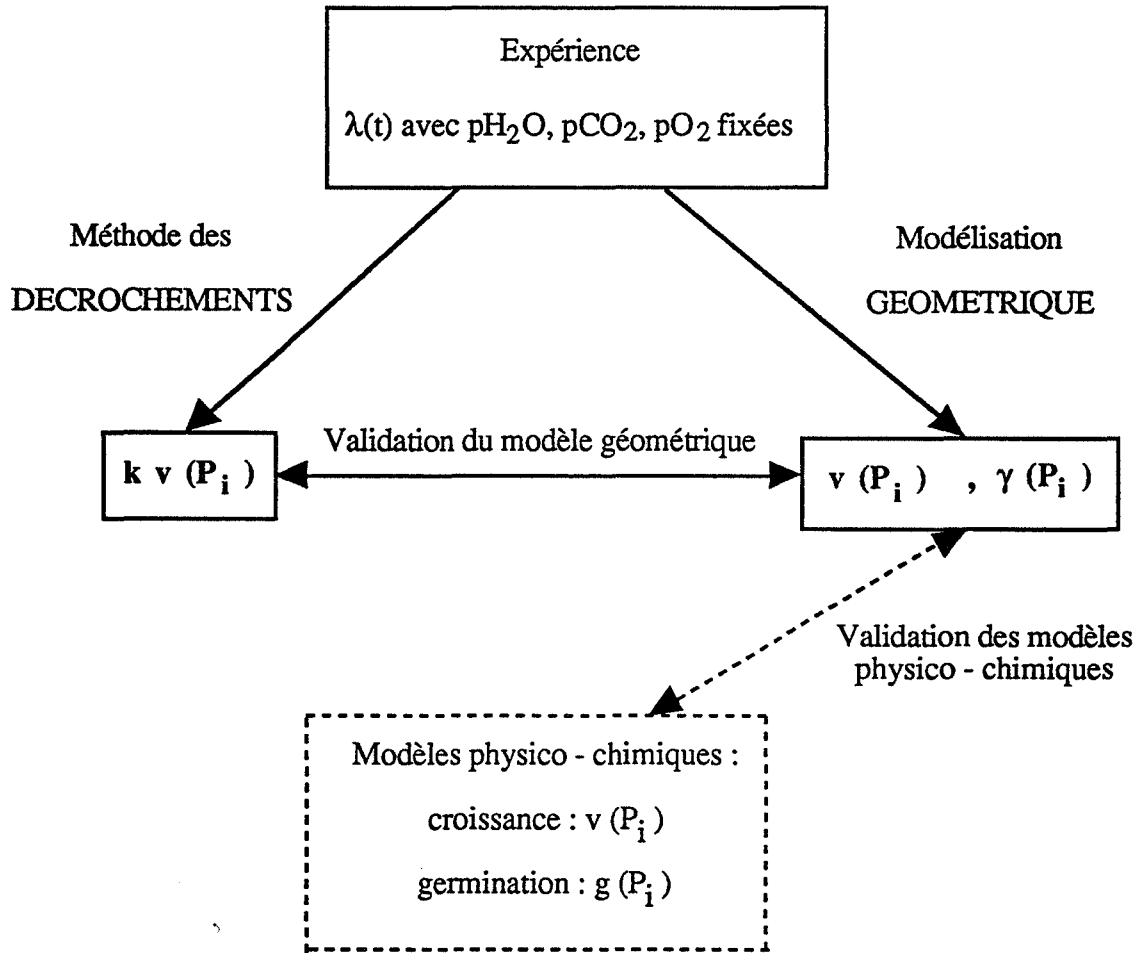 Expérience
λ(t) avec pH2O, pCO2, pO2 fixées
Méthode des
DECROCHEMENTS
Modélisation
GEOMETRIQUE
k v (Pi )
Validation du modèle géométrique
v (Pi ) , γ (Pi )
Validation des modèles
physico - chimiques
Modèles physico - chimiques :
croissance : v (Pi )
germination : g (Pi )